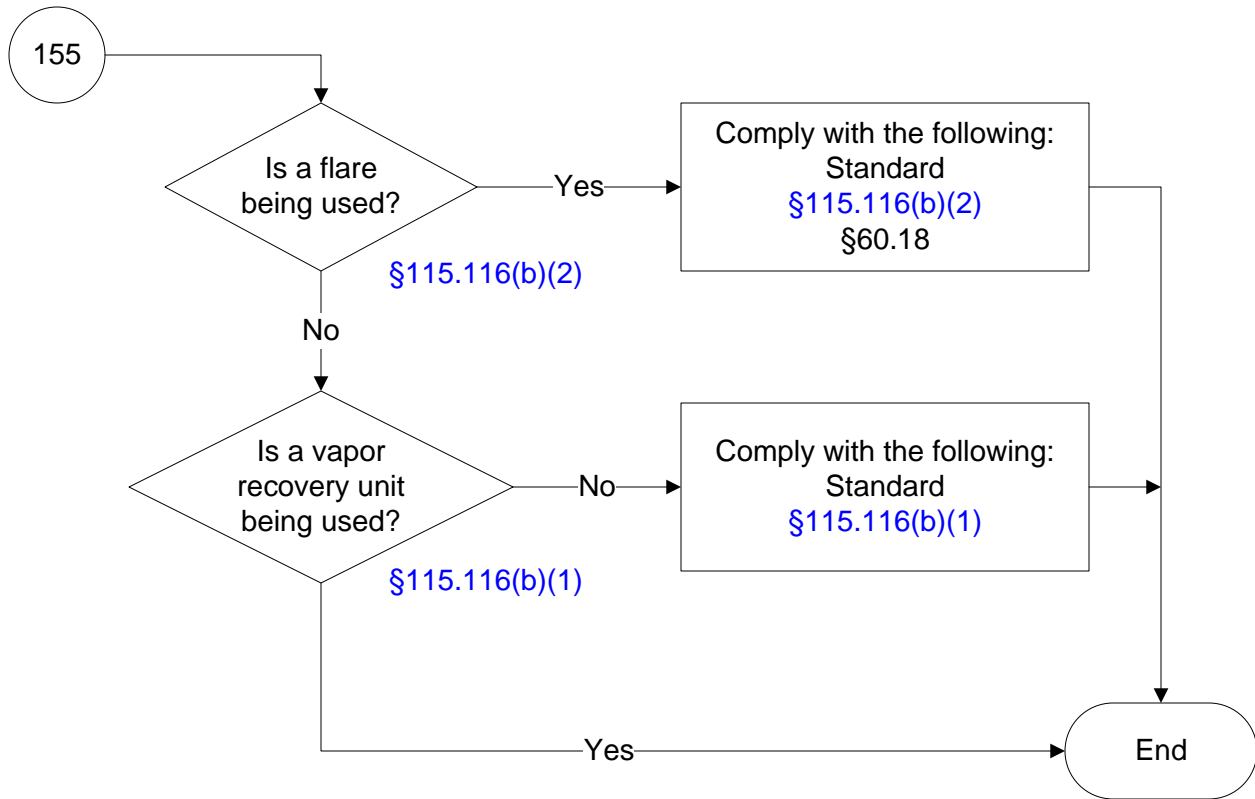 155
Is a flare
being used?
Yes
Comply with the following:
Standard
§115.116(b)(2)
§60.18
§115.116(b)(2)
No
Is a vapor
recovery unit
being used?
No
Comply with the following:
Standard
§115.116(b)(1)
§115.116(b)(1)
Yes
End